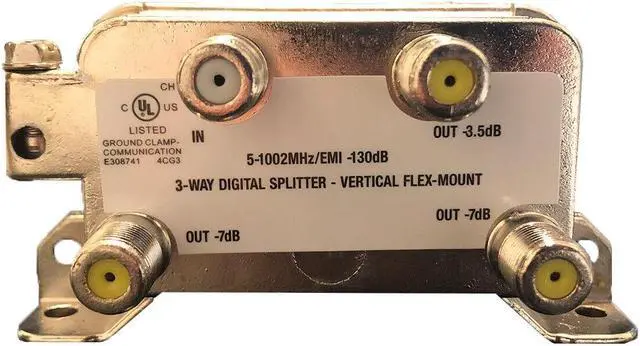 CH
C UL US
LISTED
GROUND CLAMP-
COMMUNICATION
E308741 4CG3
IN
OUT -3.5dB
5-1002MHz/EMI -130dB
3-WAY DIGITAL SPLITTER - VERTICAL FLEX-MOUNT
OUT -7dB
OUT -7dB